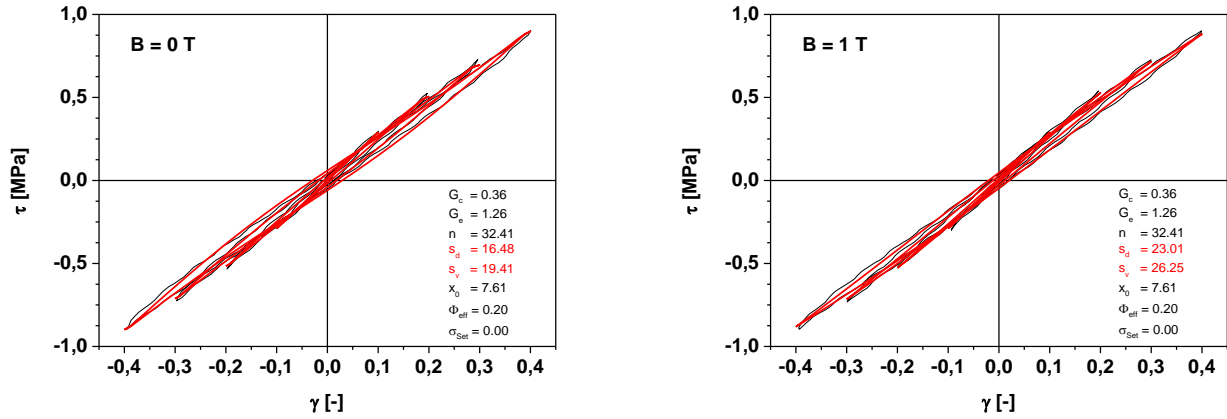 B = 0 T
τ [MPa]
1,0
0,5
0,0
-0,5
-1,0
G_c = 0.36
G_e = 1.26
n = 32.41
s_d = 16.48
s_v = 19.41
x_0 = 7.61
Φ_eff = 0.20
σ_Set = 0.00
-0,4 -0,3 -0,2 -0,1 0,0 0,1 0,2 0,3 0,4
γ [-]
B = 1 T
τ [MPa]
1,0
0,5
0,0
-0,5
-1,0
G_c = 0.36
G_e = 1.26
n = 32.41
s_d = 23.01
s_v = 26.25
x_0 = 7.61
Φ_eff = 0.20
σ_Set = 0.00
-0,4 -0,3 -0,2 -0,1 0,0 0,1 0,2 0,3 0,4
γ [-]